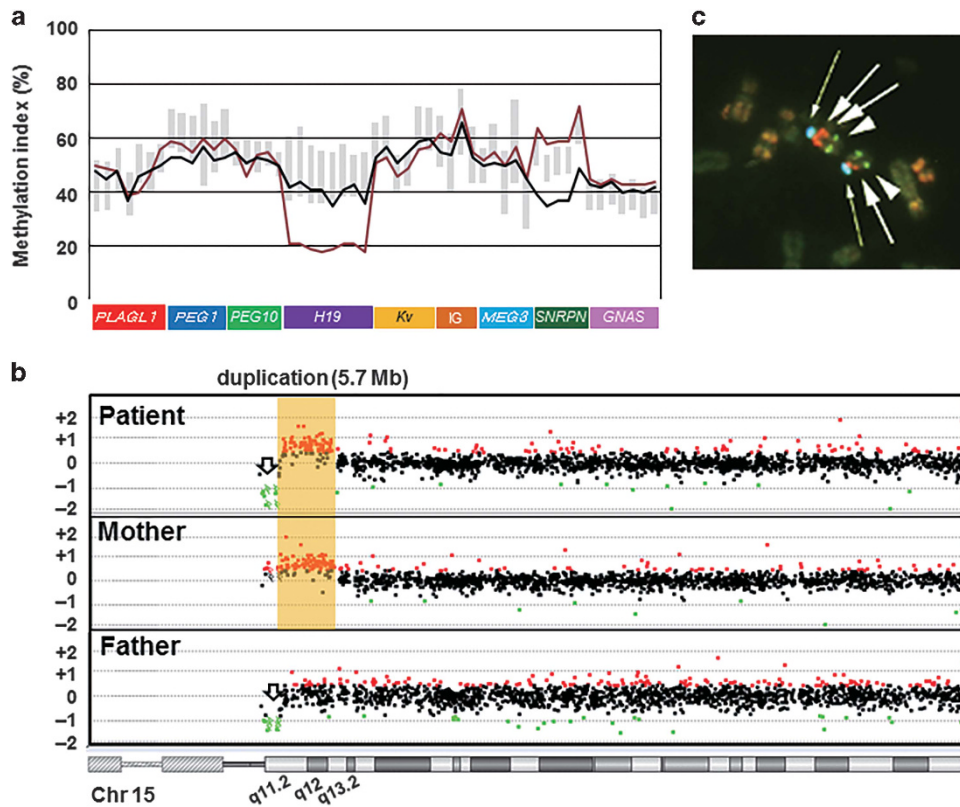 a
100
80
60
40
20
0
Methylation index (%)
PLAGL1 PEG1 PEG10 H19 Kv IG MEG3 SNRPN GNAS
c
b
duplication (5.7 Mb)
Patient
+2
+1
0
−1
−2
Mother
+2
+1
0
−1
−2
Father
+2
+1
0
−1
−2
Chr 15
q11.2 q12 q13.2